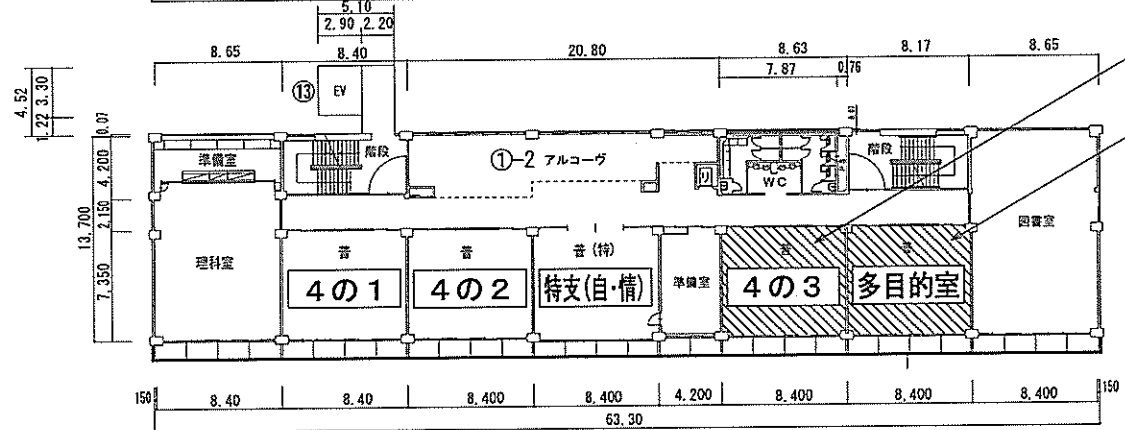 5.10
2.90 2.20
8.65 8.40 20.80 8.63 8.17 8.65
7.87 0.76
4.52
3.30
1.22
0.07
⑬ EV
準備室
階段
①-2 アルコーヴ
リ
WC
階段
図書室
13,700
4,200
2,150
7,350
理科室
普
4の1
普
4の2
普(特)
特支(自・情)
準備室
普
4の3
普
多目的室
150 8.40 8.40 8,400 8,400 4.200 8,400 8,400 8,400 150
63.30